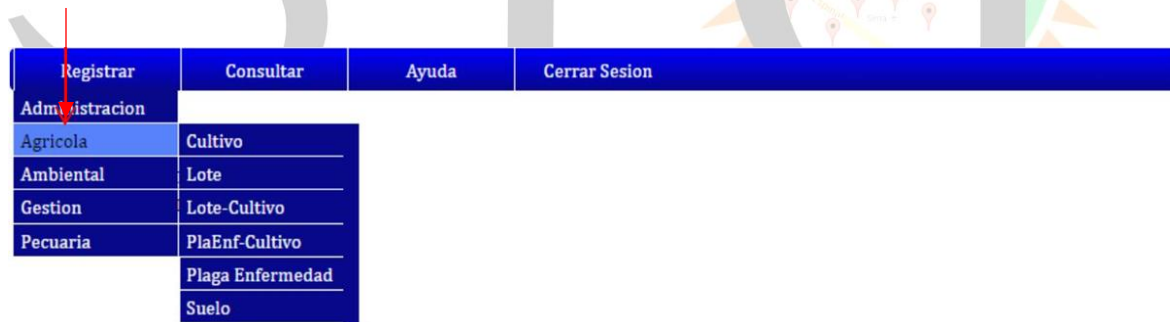 Registrar Consultar Ayuda Cerrar Sesion
Administracion
Agricola Cultivo
Ambiental Lote
Gestion Lote-Cultivo
Pecuaria PlaEnf-Cultivo
Plaga Enfermedad
Suelo